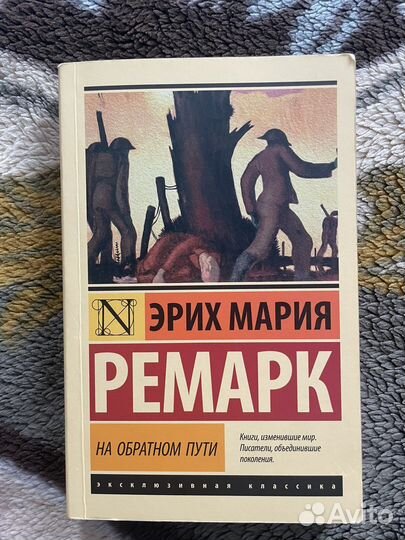 N
ЭРИХ МАРИЯ
РЕМАРК
НА ОБРАТНОМ ПУТИ
Книги, изменившие мир.
Писатели, объединившие
поколения.
эксклюзивная классика
Avito